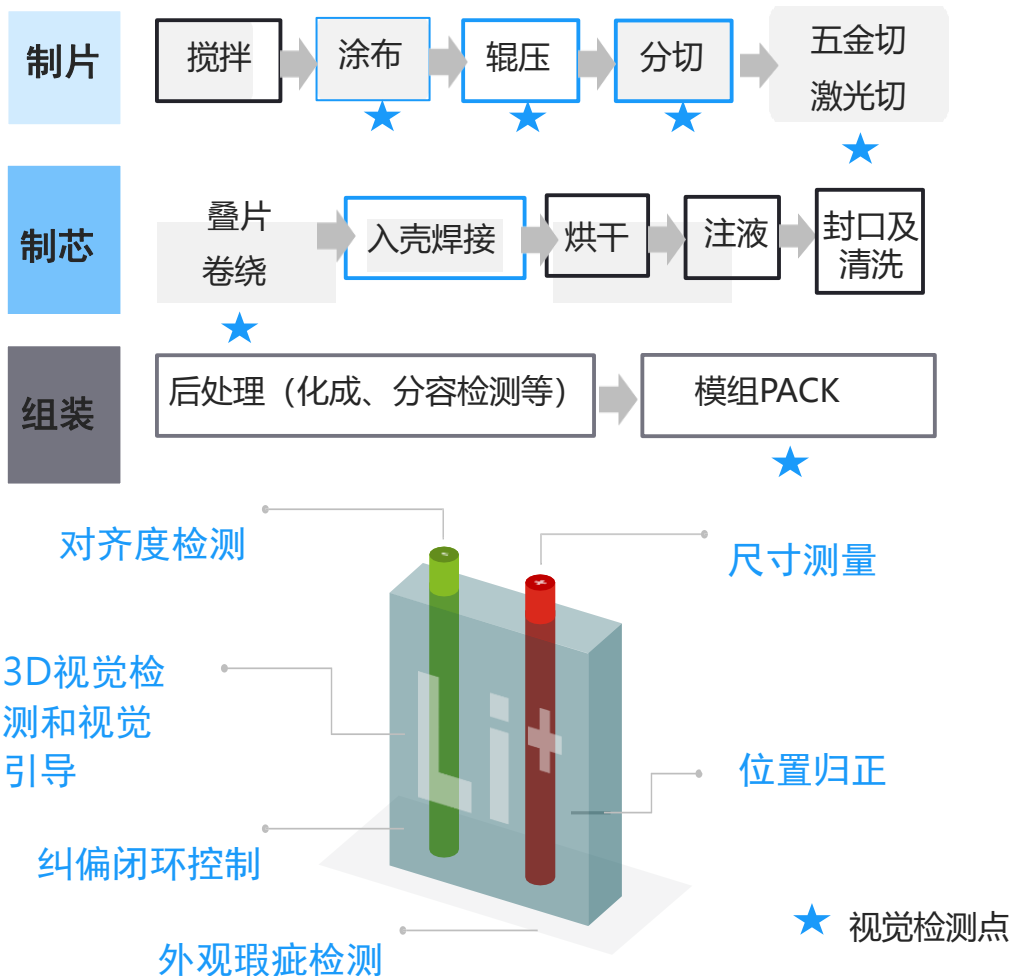 制片
搅拌
涂布
辊压
分切
五金切
激光切
制芯
叠片
卷绕
入壳焊接
烘干
注液
封口及
清洗
组装
后处理（化成、分容检测等）
模组PACK
对齐度检测
尺寸测量
3D视觉检
测和视觉
引导
Li+
位置归正
纠偏闭环控制
外观瑕疵检测
视觉检测点